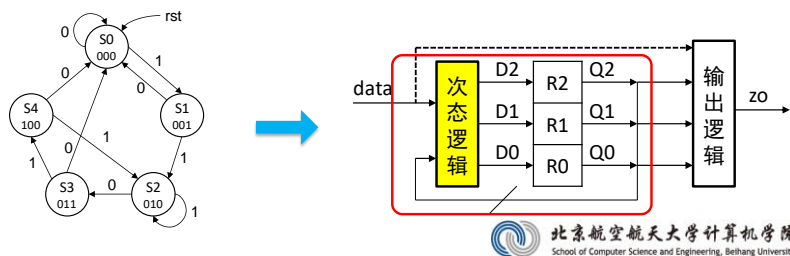 rst
0
S0
000
1
0
0
S4
100
S1
001
1
1
1
0
S3
011
0
S2
010
1
data
次态逻辑
D2
D1
D0
R2
R1
R0
Q2
Q1
Q0
输出逻辑
zo
北京航空航天大学计算机学院
School of Computer Science and Engineering, Beihang University